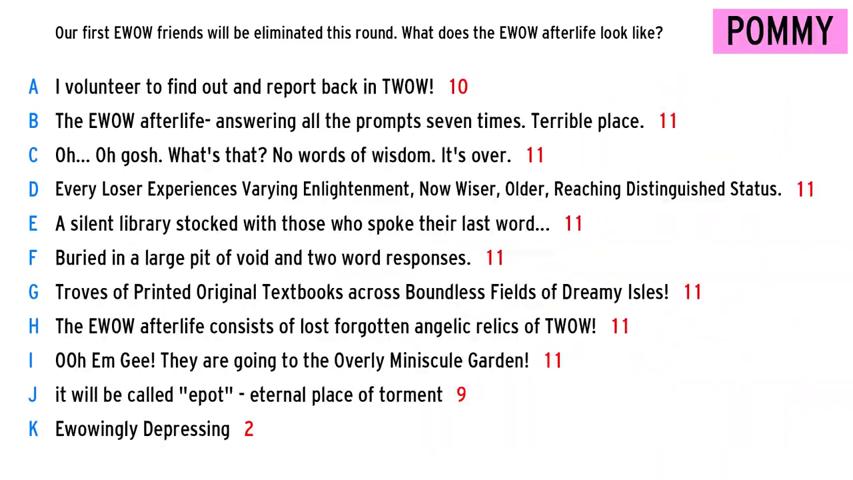 Our first EWOW friends will be eliminated this round. What does the EWOW afterlife look like?
POMMY
A I volunteer to find out and report back in TWOW! 10
B The EWOW afterlife- answering all the prompts seven times. Terrible place. 11
C Oh... Oh gosh. What's that? No words of wisdom. It's over. 11
D Every Loser Experiences Varying Enlightenment, Now Wiser, Older, Reaching Distinguished Status. 11
E A silent library stocked with those who spoke their last word... 11
F Buried in a large pit of void and two word responses. 11
G Troves of Printed Original Textbooks across Boundless Fields of Dreamy Isles! 11
H The EWOW afterlife consists of lost forgotten angelic relics of TWOW! 11
I OOh Em Gee! They are going to the Overly Miniscule Garden! 11
J it will be called "epot" - eternal place of torment 9
K Ewowingly Depressing 2